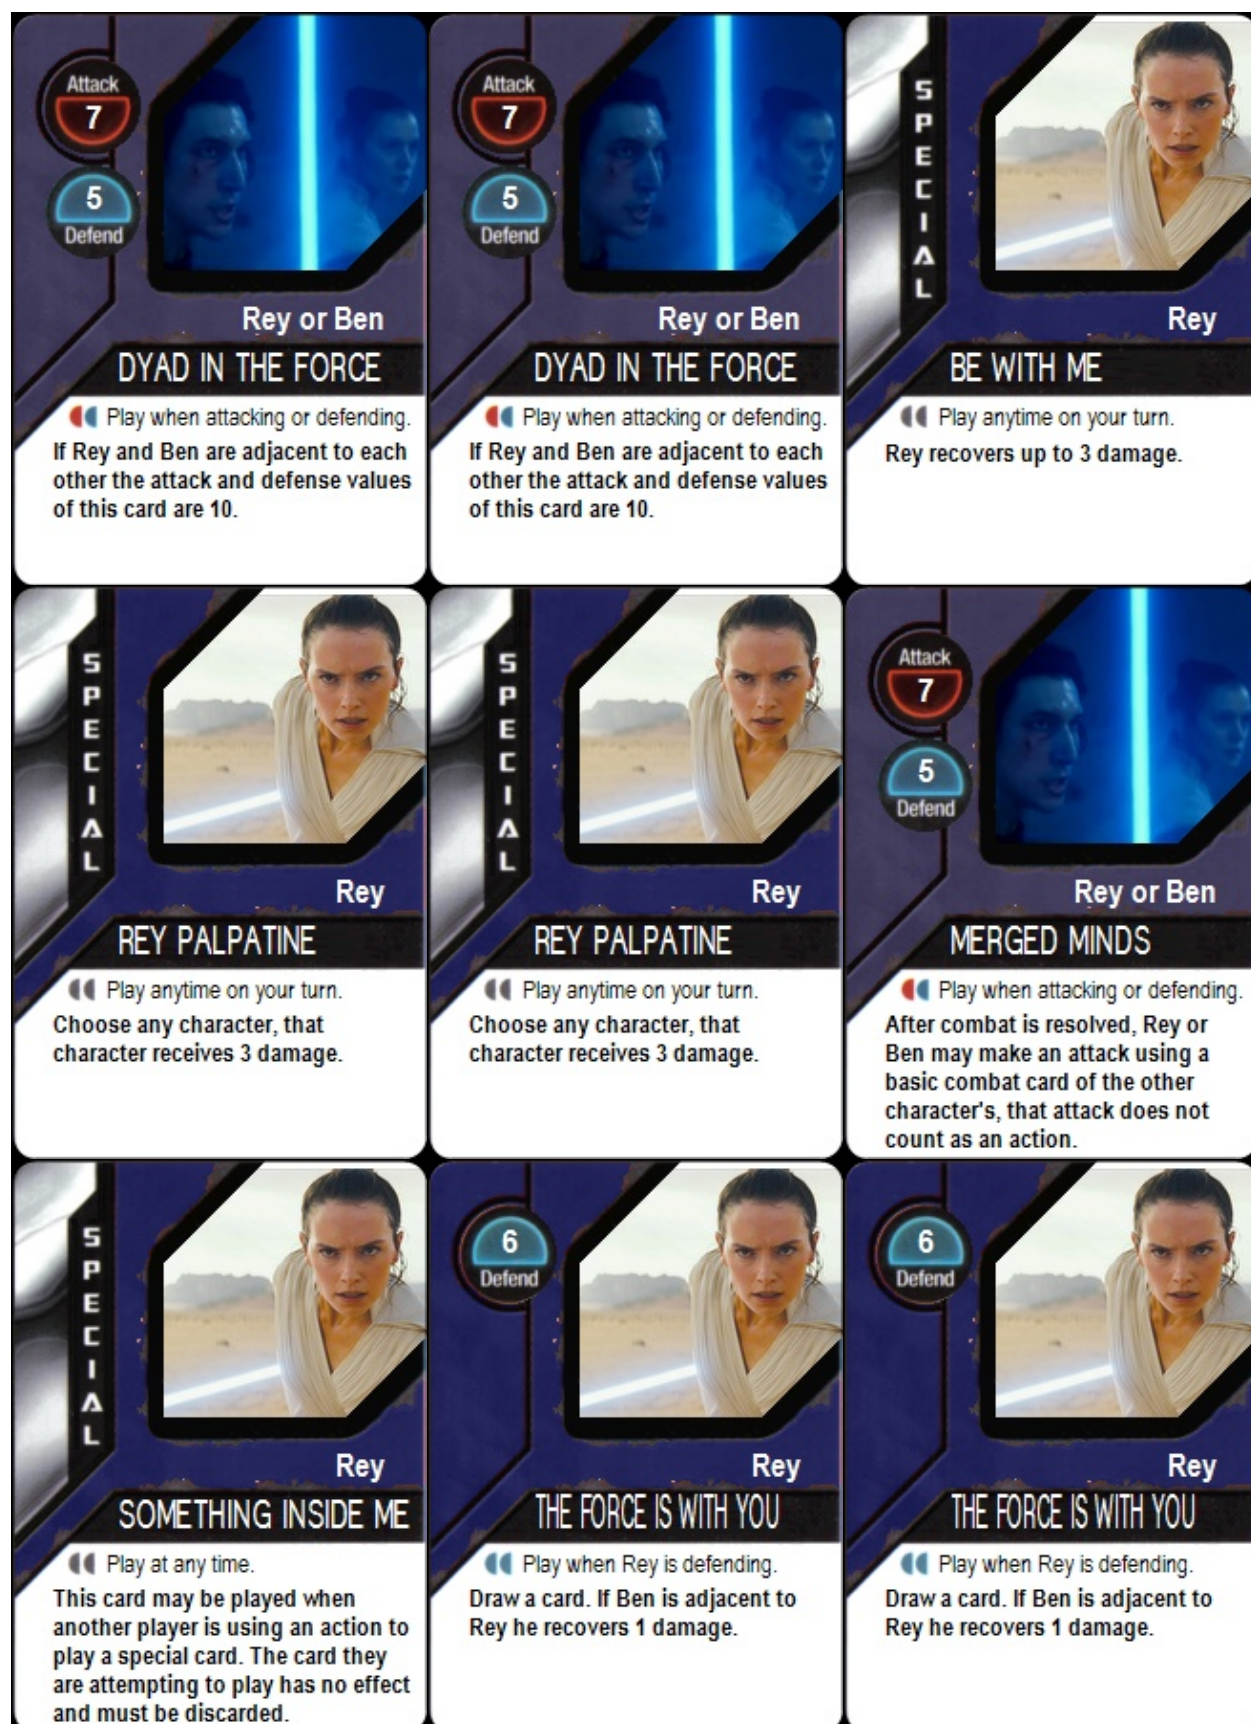 Attack
7
5
Defend
Rey or Ben
DYAD IN THE FORCE
Play when attacking or defending.
If Rey and Ben are adjacent to each
other the attack and defense values
of this card are 10.
Attack
7
5
Defend
Rey or Ben
DYAD IN THE FORCE
Play when attacking or defending.
If Rey and Ben are adjacent to each
other the attack and defense values
of this card are 10.
SPECIAL
Rey
BE WITH ME
Play anytime on your turn.
Rey recovers up to 3 damage.
SPECIAL
Rey
REY PALPATINE
Play anytime on your turn.
Choose any character, that
character receives 3 damage.
SPECIAL
Rey
REY PALPATINE
Play anytime on your turn.
Choose any character, that
character receives 3 damage.
Attack
7
5
Defend
Rey or Ben
MERGED MINDS
Play when attacking or defending.
After combat is resolved, Rey or
Ben may make an attack using a
basic combat card of the other
character's, that attack does not
count as an action.
SPECIAL
Rey
SOMETHING INSIDE ME
Play at any time.
This card may be played when
another player is using an action to
play a special card. The card they
are attempting to play has no effect
and must be discarded.
6
Defend
Rey
THE FORCE IS WITH YOU
Play when Rey is defending.
Draw a card. If Ben is adjacent to
Rey he recovers 1 damage.
6
Defend
Rey
THE FORCE IS WITH YOU
Play when Rey is defending.
Draw a card. If Ben is adjacent to
Rey he recovers 1 damage.